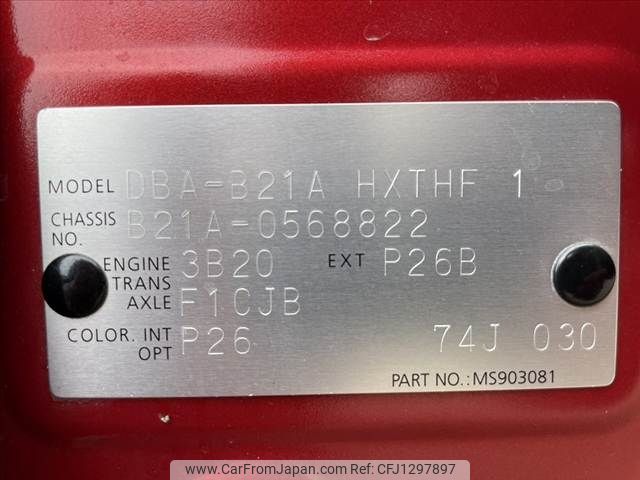 MODEL DBA-B21A HXTHF 1
CHASSIS NO. B21A-0568822
ENGINE 3B20 EXT P26B
TRANS AXLE F1CJB
COLOR. INT OPT P26 74J 030
PART NO.: MS903081
www.CarFromJapan.com CFJ1297897